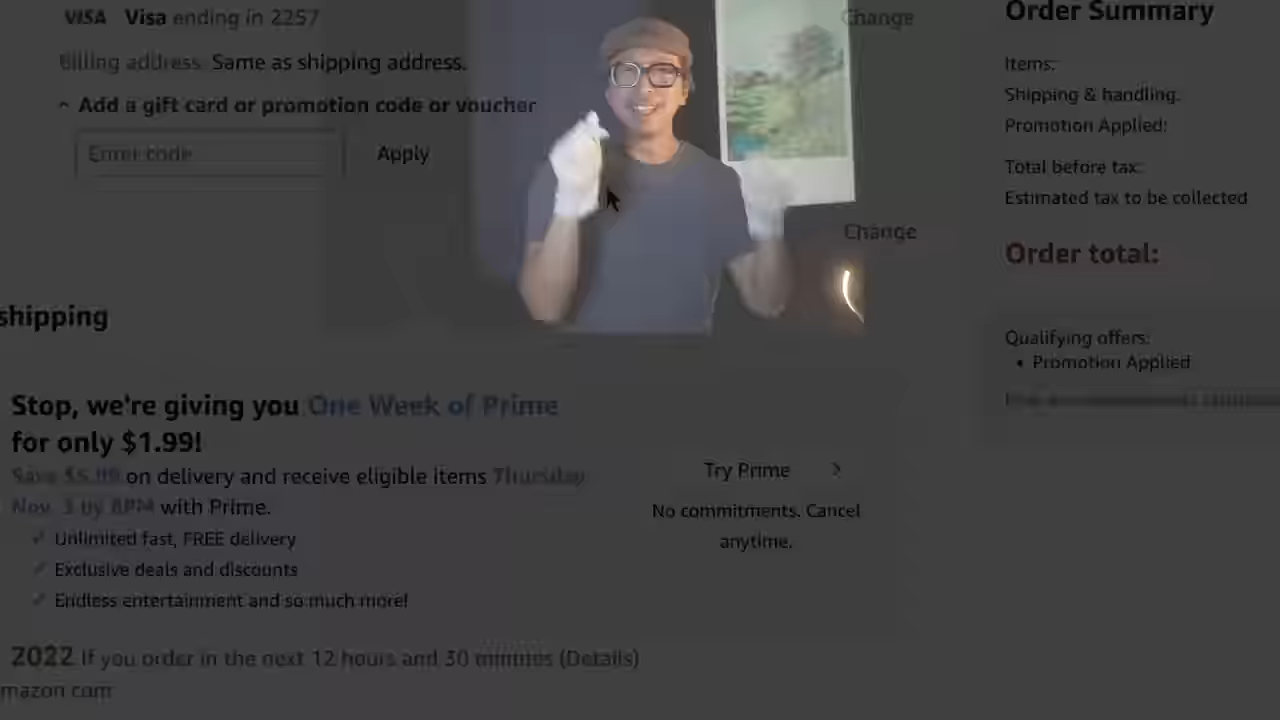 VISA Visa ending in 2257
Change
Billing address: Same as shipping address.
Add a gift card or promotion code or voucher
Enter code
Apply
Change
shipping
Stop, we're giving you One Week of Prime
for only $1.99!
Save $5.99 on delivery and receive eligible items Thursday
Nov. 3 by 8PM with Prime.
Unlimited fast, FREE delivery
Exclusive deals and discounts
Endless entertainment and so much more!
Try Prime
No commitments. Cancel
anytime.
2022 If you order in the next 12 hours and 30 minutes (Details)
mazon.com
Order Summary
Items:
Shipping & handling:
Promotion Applied:
Total before tax:
Estimated tax to be collected
Order total:
Qualifying offers:
• Promotion Applied